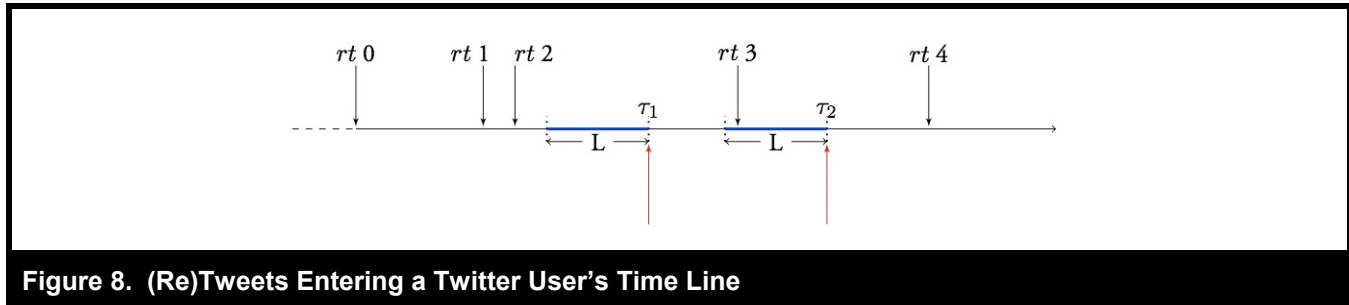 rt 0 rt 1 rt 2 rt 3 rt 4
τ1 τ2
L L
Figure 8. (Re)Tweets Entering a Twitter User's Time Line